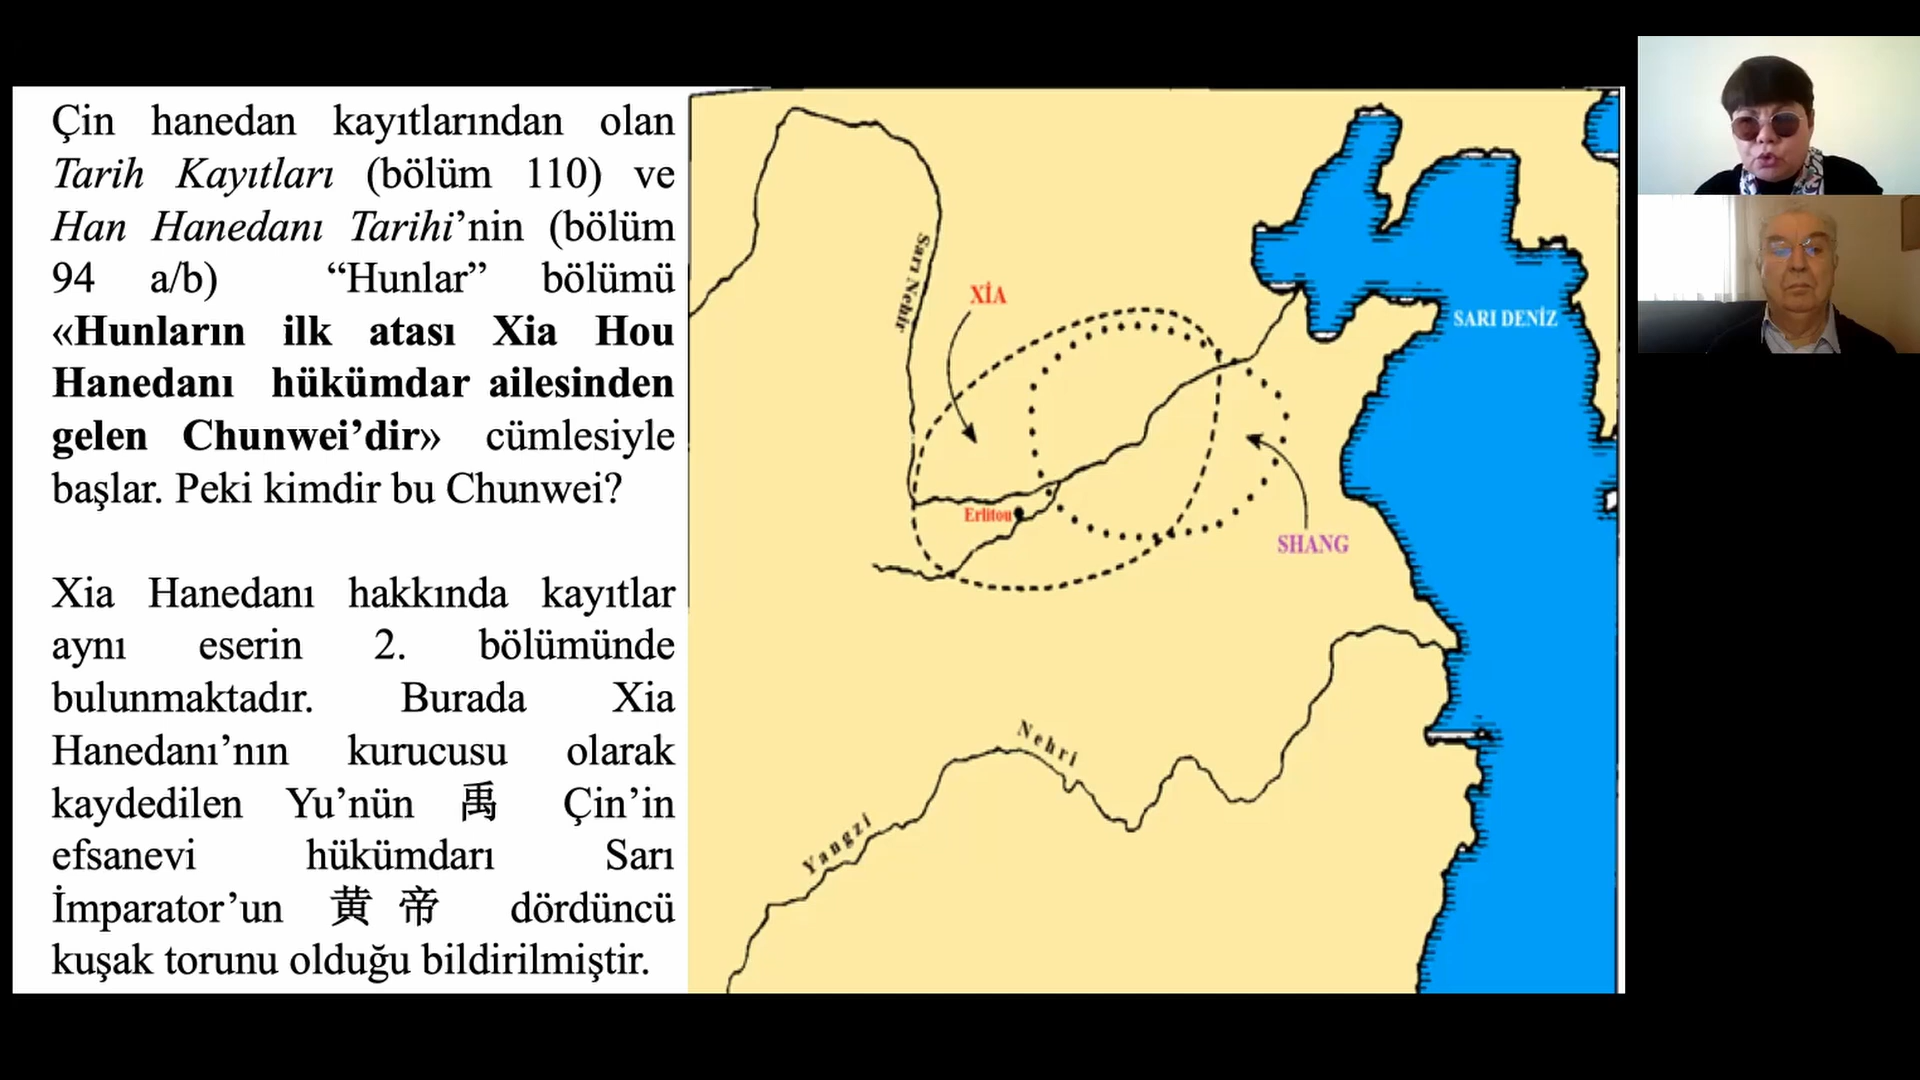 Çin hanedan kayıtlarından olan
Tarih Kayıtları (bölüm 110) ve
Han Hanedanı Tarihi’nin (bölüm
94 a/b) “Hunlar” bölümü
«Hunların ilk atası Xia Hou
Hanedanı hükümdar ailesinden
gelen Chunwei’dir» cümlesiyle
başlar. Peki kimdir bu Chunwei?
Xia Hanedanı hakkında kayıtlar
aynı eserin 2. bölümünde
bulunmaktadır. Burada Xia
Hanedanı’nın kurucusu olarak
kaydedilen Yu’nün 禹 Çin’in
efsanevi hükümdarı Sarı
İmparator’un 黄帝 dördüncü
kuşak torunu olduğu bildirilmiştir.
Sarı Nehir
XİA
SARI DENİZ
Erlitou
SHANG
Yangzi Nehri